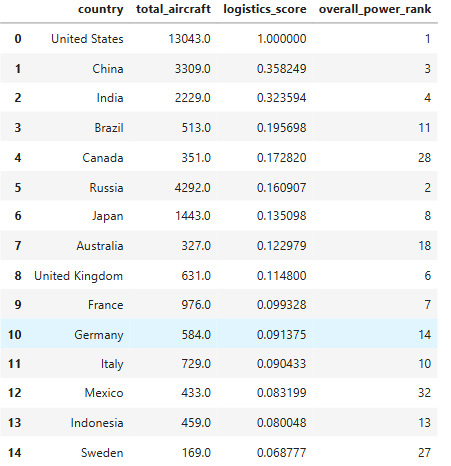 country total_aircraft logistics_score overall_power_rank
0 United States 13043.0 1.000000 1
1 China 3309.0 0.358249 3
2 India 2229.0 0.323594 4
3 Brazil 513.0 0.195698 11
4 Canada 351.0 0.172820 28
5 Russia 4292.0 0.160907 2
6 Japan 1443.0 0.135098 8
7 Australia 327.0 0.122979 18
8 United Kingdom 631.0 0.114800 6
9 France 976.0 0.099328 7
10 Germany 584.0 0.091375 14
11 Italy 729.0 0.090433 10
12 Mexico 433.0 0.083199 32
13 Indonesia 459.0 0.080048 13
14 Sweden 169.0 0.068777 27